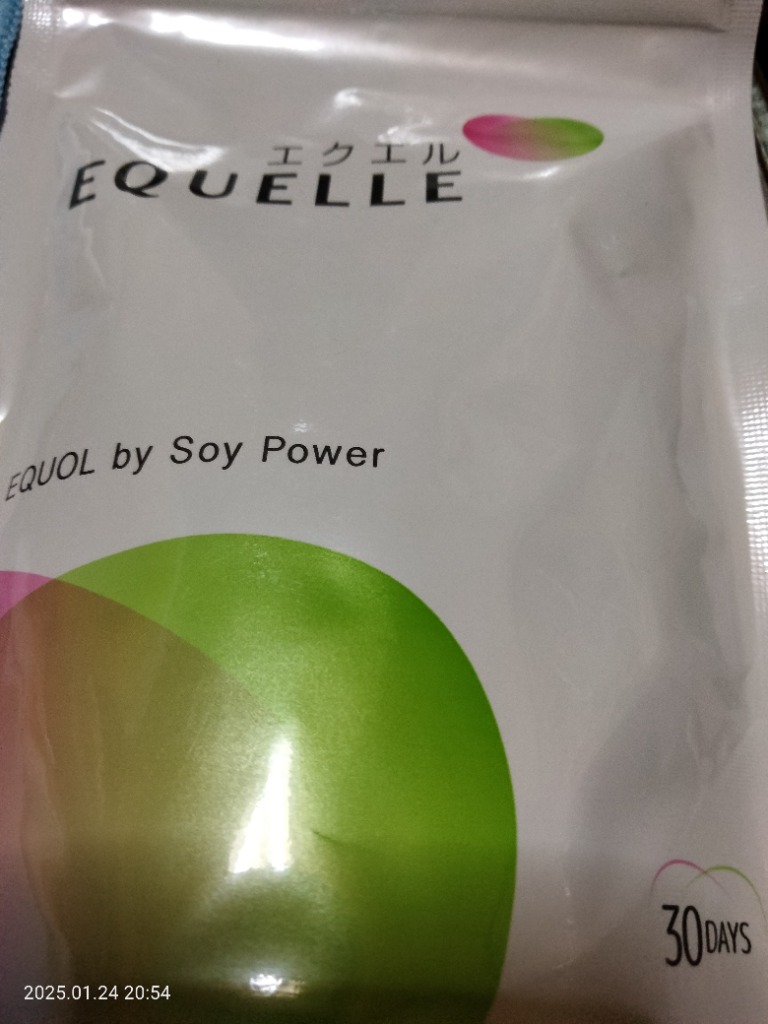 エクエル
EQUELLE
EQUOL by Soy Power
30DAYS
2025.01.24 20:54